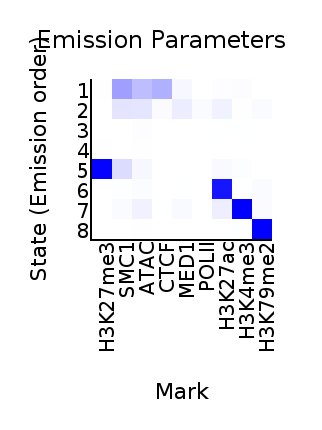 Emission Parameters
State (Emission order)
1
2
3
4
5
6
7
8
H3K27me3
SMC1
ATAC
CTCF
MED1
POLII
H3K27ac
H3K4me3
H3K79me2
Mark